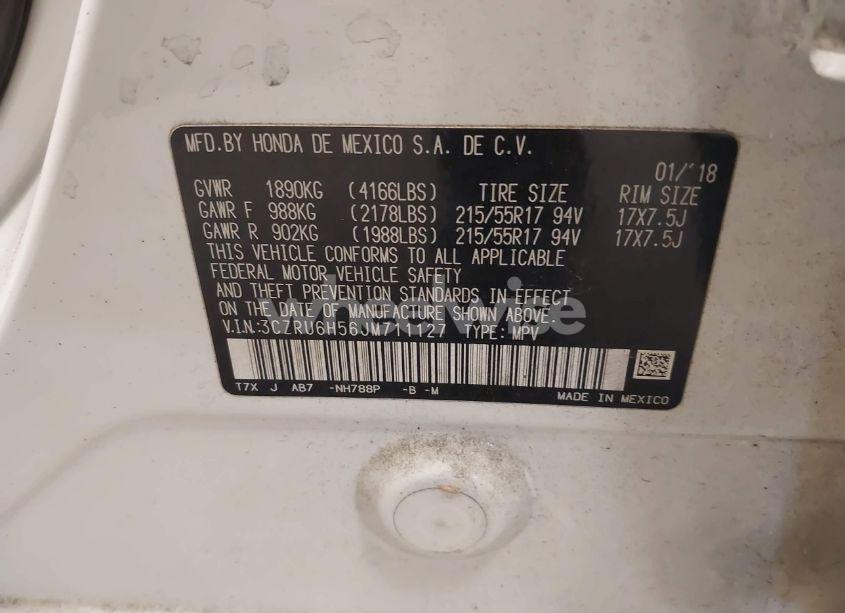 MFD.BY HONDA DE MEXICO S.A. DE C.V.
01/'18
GVWR 1890KG (4166LBS) TIRE SIZE RIM SIZE
GAWR F 988KG (2178LBS) 215/55R17 94V 17X7.5J
GAWR R 902KG (1988LBS) 215/55R17 94V 17X7.5J
THIS VEHICLE CONFORMS TO ALL APPLICABLE
FEDERAL MOTOR VEHICLE SAFETY
AND THEFT PREVENTION STANDARDS IN EFFECT
ON THE DATE OF MANUFACTURE SHOWN ABOVE.
V.I.N:3CZRU6H56JM711127 TYPE: MPV
T7X J AB7 -NH788P -B -M
MADE IN MEXICO